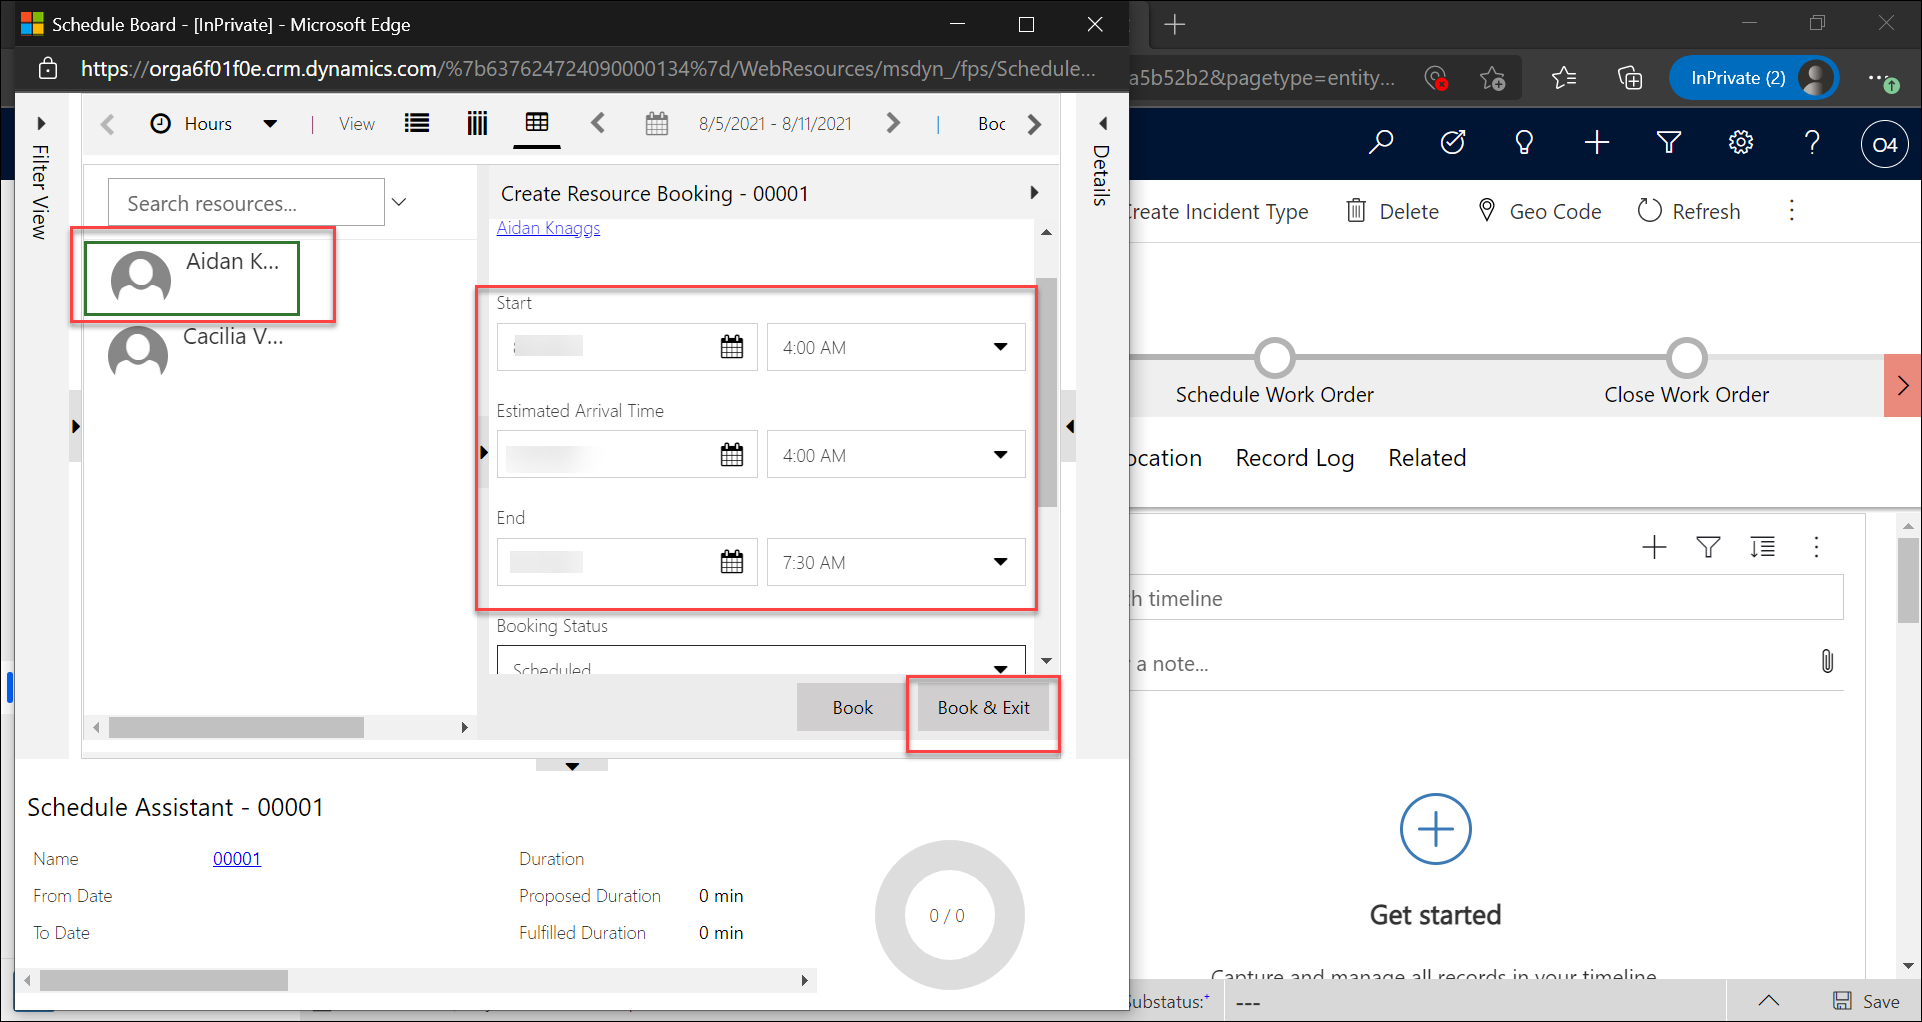 Schedule Board - [InPrivate] - Microsoft Edge
https://orga6f01f0e.crm.dynamics.com/%7b637624724090000134%7d/WebResources/msdyn_/fps/Schedule...
a5b52b2&pagetype=entity...
InPrivate (2)
Filter View
Hours
View
8/5/2021 - 8/11/2021
Boc
Details
O4
Search resources...
Create Resource Booking - 00001
Create Incident Type
Delete
Geo Code
Refresh
Aidan Knaggs
Aidan K...
Cacilia V...
Start
4:00 AM
Estimated Arrival Time
4:00 AM
End
7:30 AM
Booking Status
Scheduled
Book
Book & Exit
Schedule Work Order
Close Work Order
ocation
Record Log
Related
h timeline
a note...
Get started
Capture and manage all records in your timeline
Schedule Assistant - 00001
Name
00001
Duration
From Date
Proposed Duration
0 min
To Date
Fulfilled Duration
0 min
0 / 0
Substatus:+
---
Save